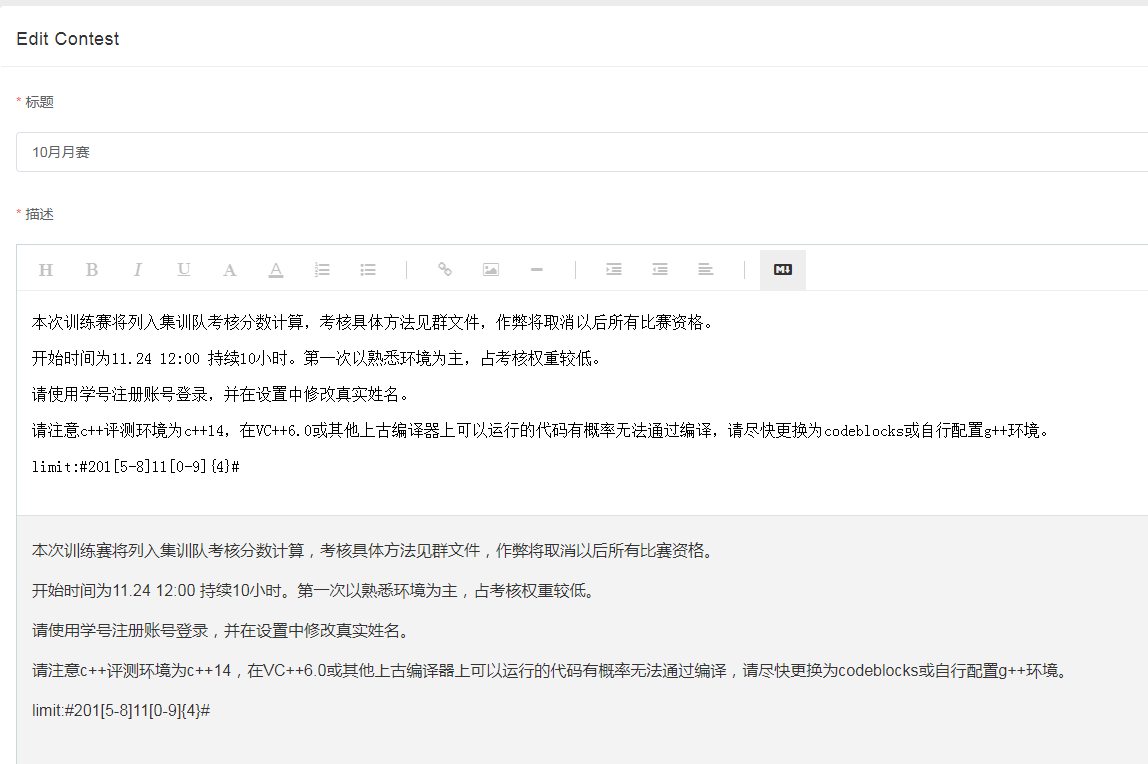 Edit Contest
* 标题
10月月赛
* 描述
H B I U A A
本次训练赛将列入集训队考核分数计算，考核具体方法见群文件，作弊将取消以后所有比赛资格。
开始时间为11.24 12:00 持续10小时。第一次以熟悉环境为主，占考核权重较低。
请使用学号注册账号登录，并在设置中修改真实姓名。
请注意c++评测环境为c++14，在VC++6.0或其他上古编译器上可以运行的代码有概率无法通过编译，请尽快更换为codeblocks或自行配置g++环境。
limit:#201[5-8]11[0-9]{4}#
本次训练赛将列入集训队考核分数计算，考核具体方法见群文件，作弊将取消以后所有比赛资格。
开始时间为11.24 12:00 持续10小时。第一次以熟悉环境为主，占考核权重较低。
请使用学号注册账号登录，并在设置中修改真实姓名。
请注意c++评测环境为c++14，在VC++6.0或其他上古编译器上可以运行的代码有概率无法通过编译，请尽快更换为codeblocks或自行配置g++环境。
limit:#201[5-8]11[0-9]{4}#